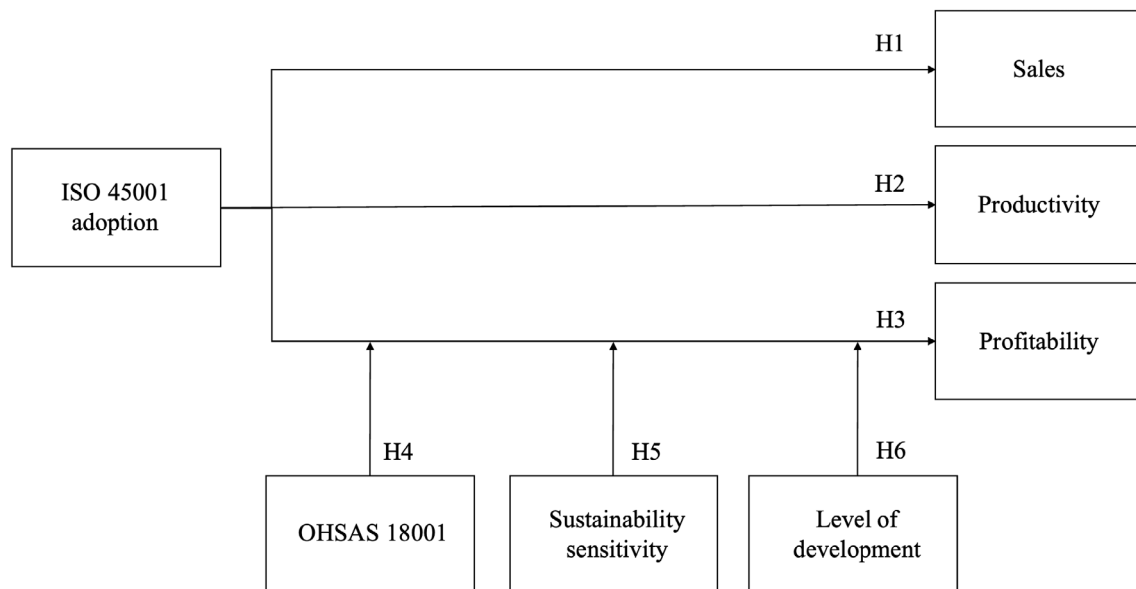 H1
Sales
ISO 45001
adoption
H2
Productivity
H3
Profitability
H4
H5
H6
OHSAS 18001
Sustainability
sensitivity
Level of
development